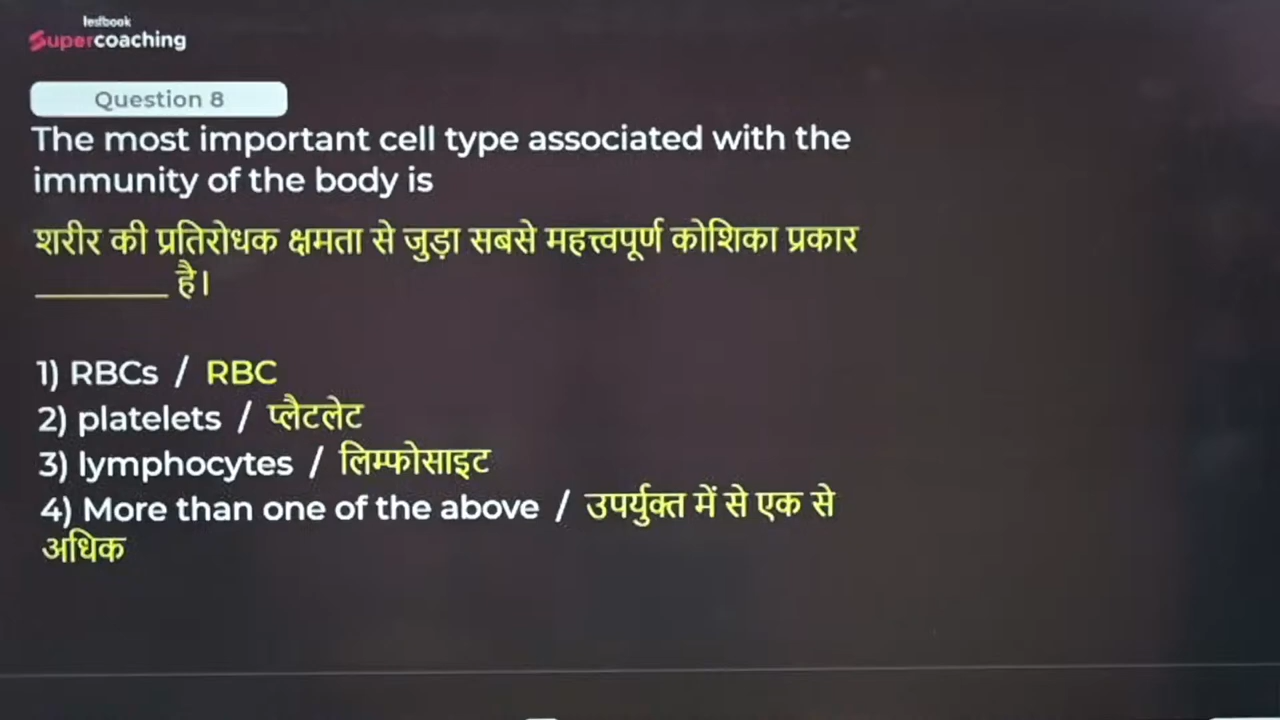 testbook
Supercoaching
Question 8
The most important cell type associated with the
immunity of the body is
शरीर की प्रतिरोधक क्षमता से जुड़ा सबसे महत्त्वपूर्ण कोशिका प्रकार
________ है।
1) RBCs / RBC
2) platelets / प्लैटलेट
3) lymphocytes / लिम्फोसाइट
4) More than one of the above / उपर्युक्त में से एक से
अधिक